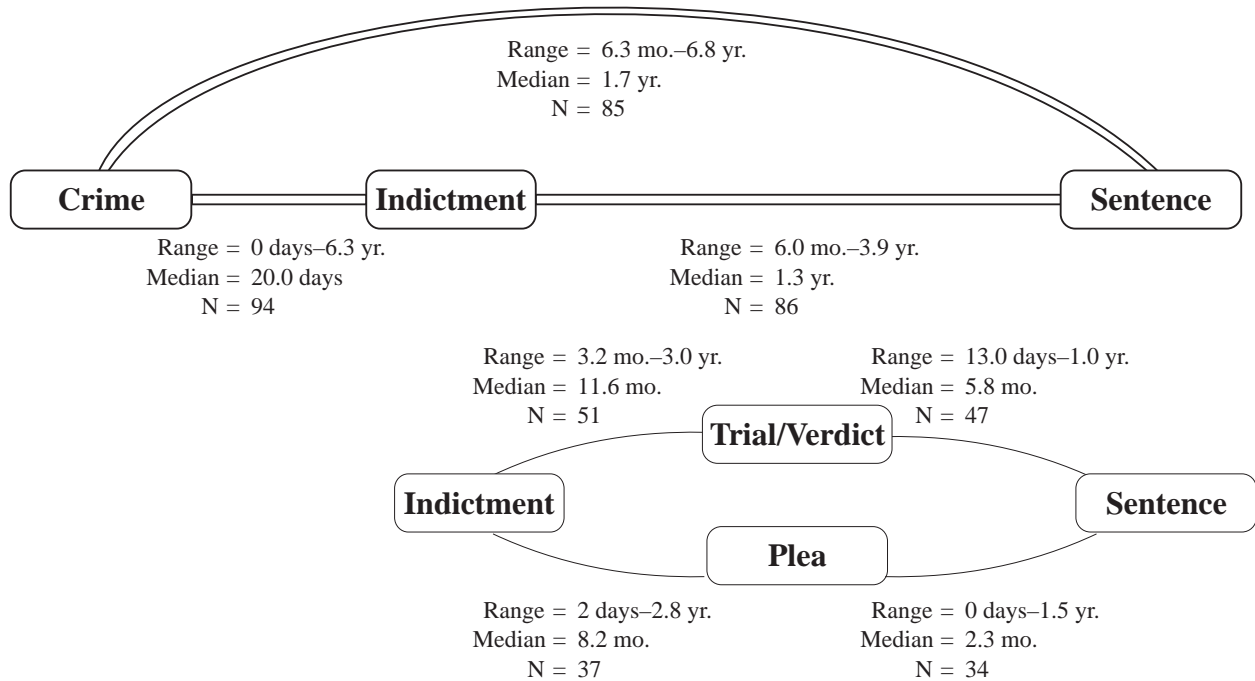 Range = 6.3 mo.–6.8 yr.
Median = 1.7 yr.
N = 85
Crime
Indictment
Sentence
Range = 0 days–6.3 yr.
Median = 20.0 days
N = 94
Range = 6.0 mo.–3.9 yr.
Median = 1.3 yr.
N = 86
Range = 3.2 mo.–3.0 yr.
Median = 11.6 mo.
N = 51
Range = 13.0 days–1.0 yr.
Median = 5.8 mo.
N = 47
Trial/Verdict
Indictment
Sentence
Plea
Range = 2 days–2.8 yr.
Median = 8.2 mo.
N = 37
Range = 0 days–1.5 yr.
Median = 2.3 mo.
N = 34